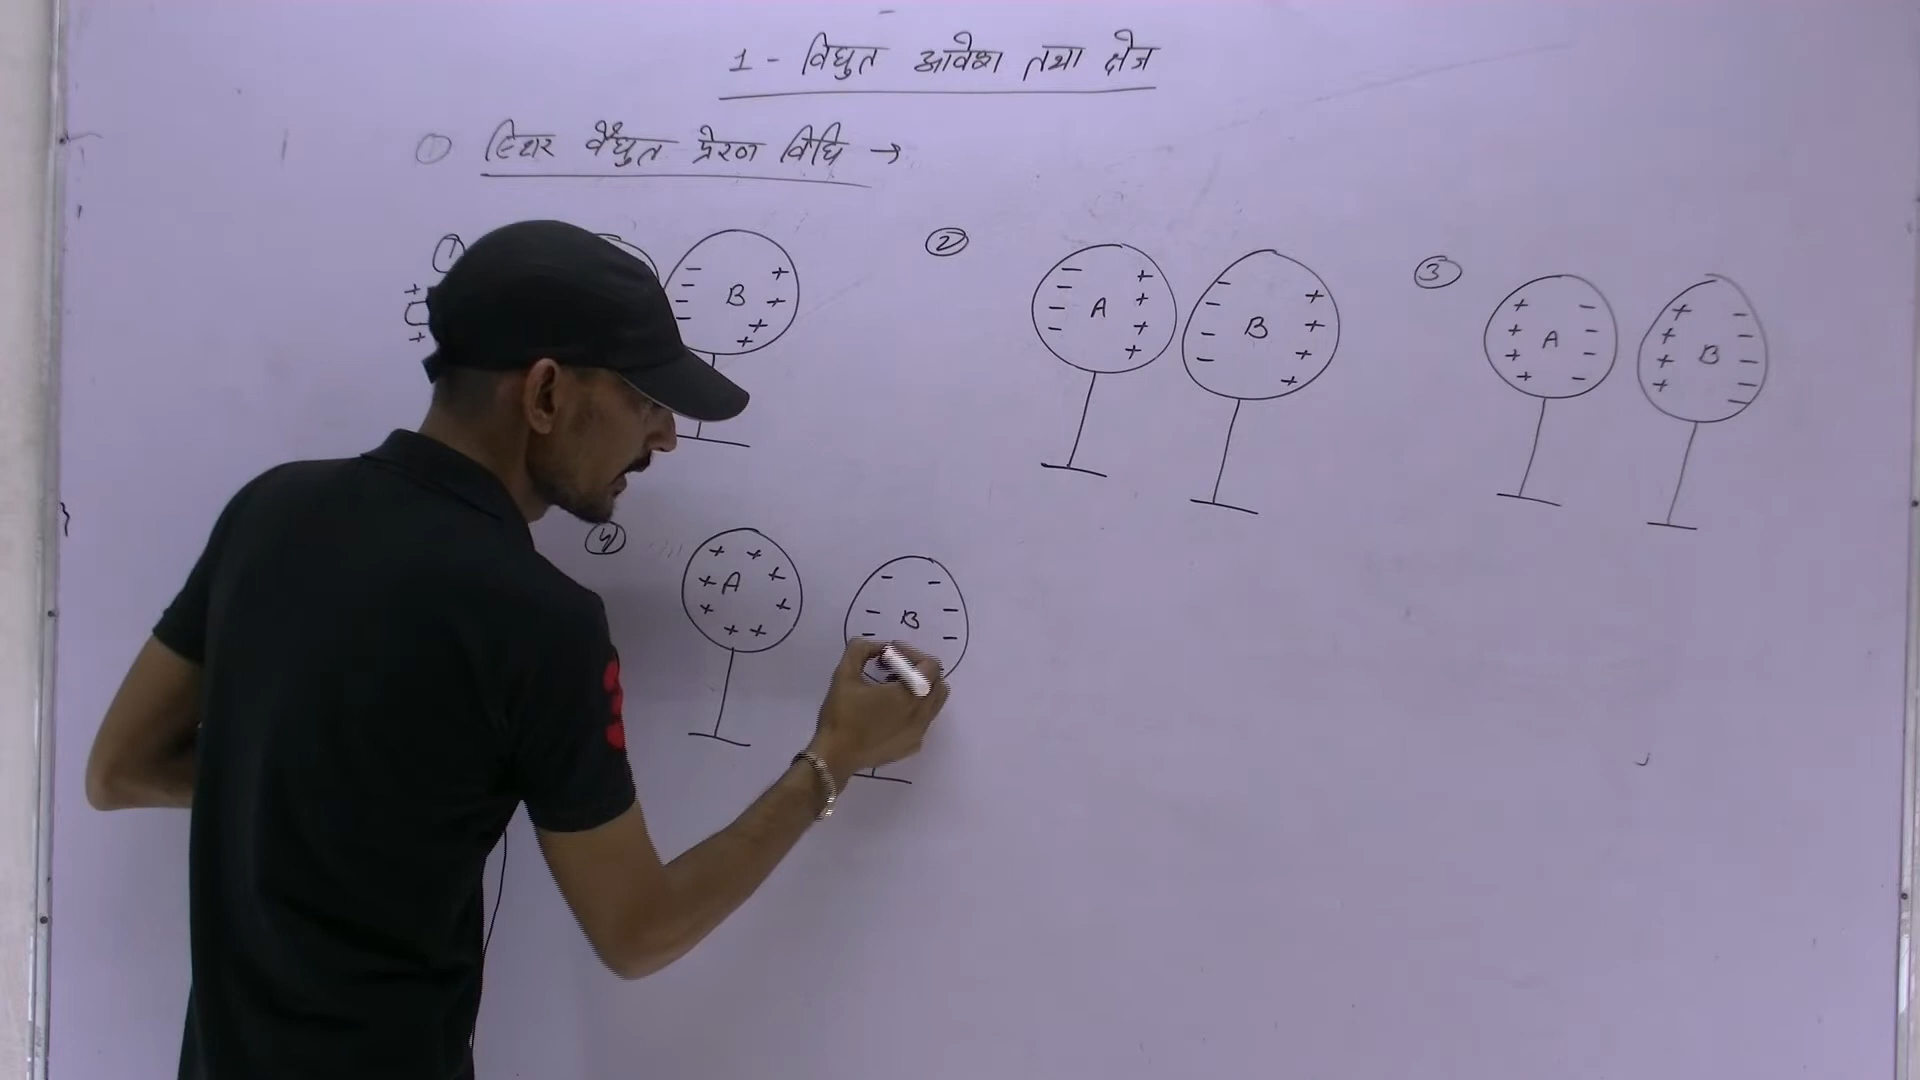 1 - विद्युत आवेश तथा क्षेत्र
① स्थिर वैद्युत प्रेरण विधि →
① B - - - - + + + +
+ +
② A - - - - + + + + B - - - - + + + +
③ A + + + + - - - - B + + + + - - - - -
④ A + + + + + + + + B - - - - - -